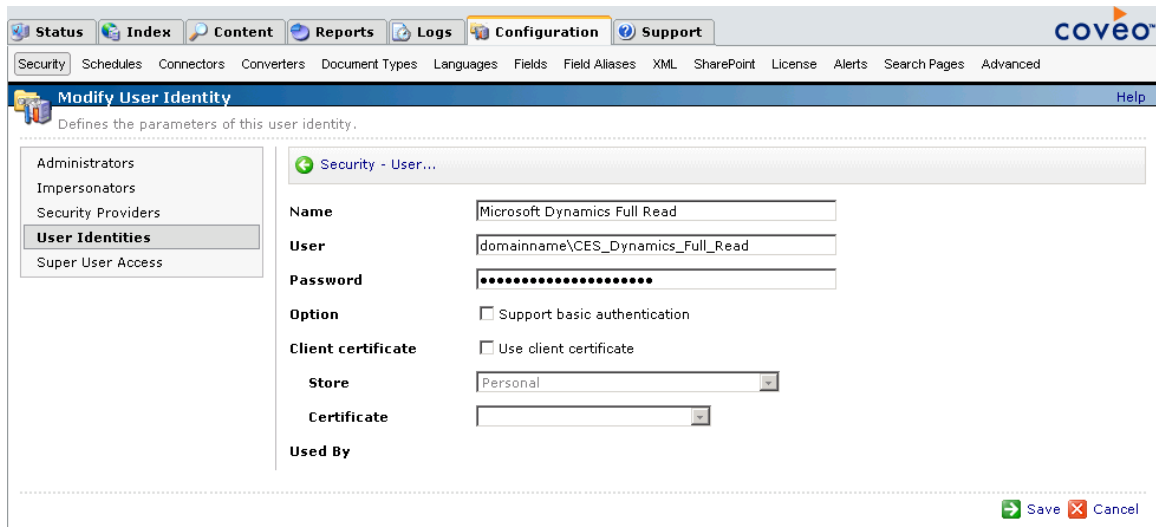 Status Index Content Reports Logs Configuration Support coveo™
Security Schedules Connectors Converters Document Types Languages Fields Field Aliases XML SharePoint License Alerts Search Pages Advanced
Modify User Identity Help
Defines the parameters of this user identity.
Administrators
Impersonators
Security Providers
User Identities
Super User Access
Security - User...
Name Microsoft Dynamics Full Read
User domainname\CES_Dynamics_Full_Read
Password •••••••••••••••••••••
Option Support basic authentication
Client certificate Use client certificate
Store Personal
Certificate
Used By
Save Cancel